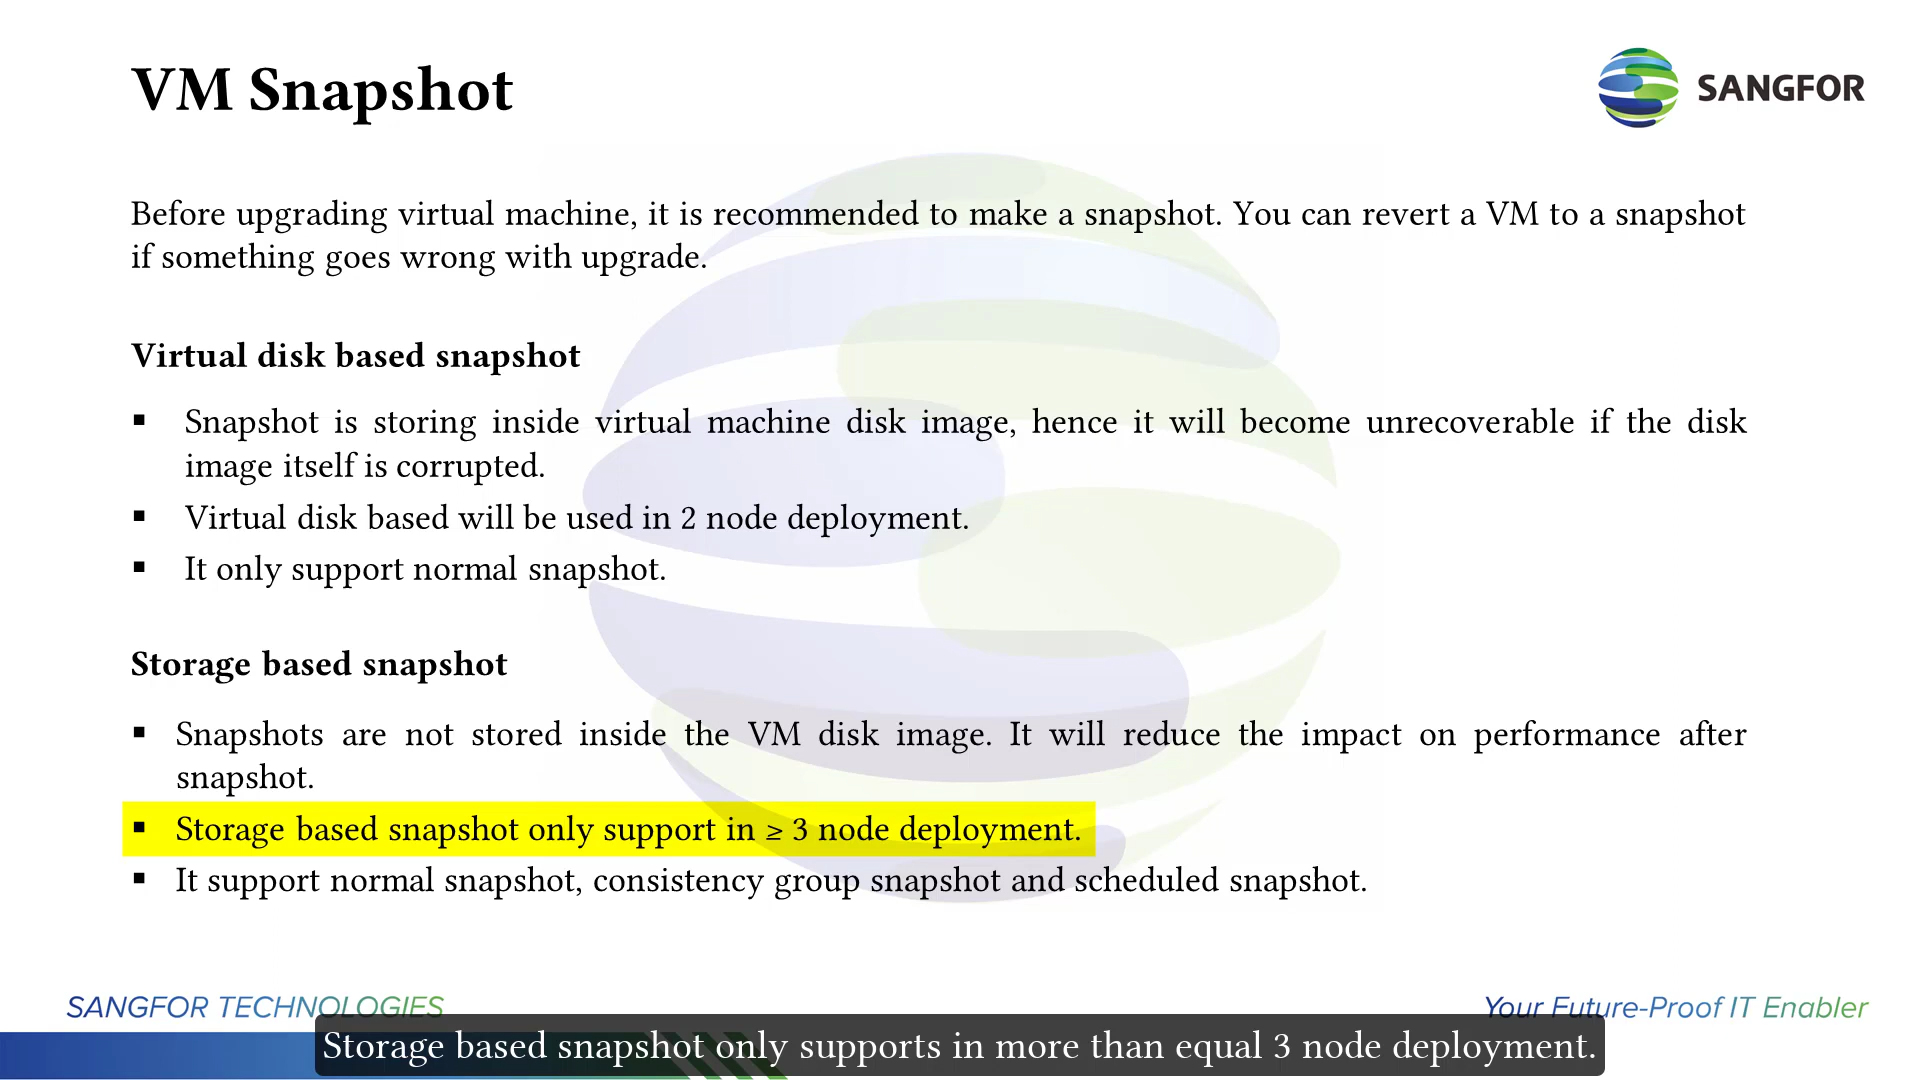 VM Snapshot
SANGFOR
Before upgrading virtual machine, it is recommended to make a snapshot. You can revert a VM to a snapshot
if something goes wrong with upgrade.
Virtual disk based snapshot
▪ Snapshot is storing inside virtual machine disk image, hence it will become unrecoverable if the disk
image itself is corrupted.
▪ Virtual disk based will be used in 2 node deployment.
▪ It only support normal snapshot.
Storage based snapshot
▪ Snapshots are not stored inside the VM disk image. It will reduce the impact on performance after
snapshot.
▪ Storage based snapshot only support in ≥ 3 node deployment.
▪ It support normal snapshot, consistency group snapshot and scheduled snapshot.
SANGFOR TECHNOLOGIES
Your Future-Proof IT Enabler
Storage based snapshot only supports in more than equal 3 node deployment.